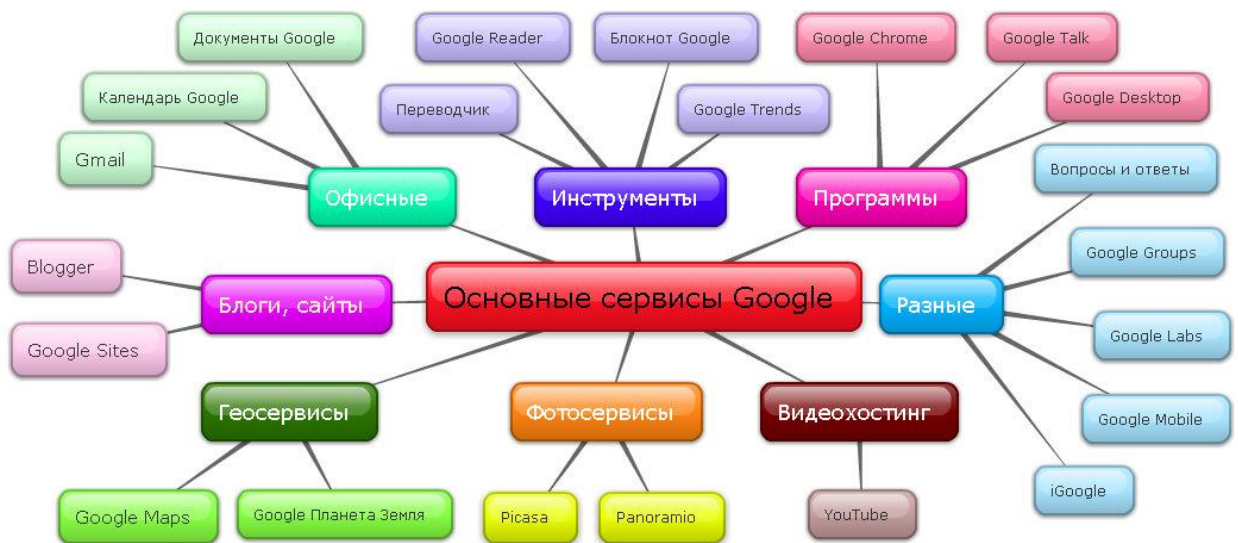 Документы Google
Google Reader
Блокнот Google
Google Chrome
Google Talk
Календарь Google
Переводчик
Google Trends
Google Desktop
Gmail
Офисные
Инструменты
Программы
Вопросы и ответы
Blogger
Блоги, сайты
Основные сервисы Google
Разные
Google Groups
Google Sites
Google Labs
Геосервисы
Фотосервисы
Видеохостинг
Google Mobile
Google Maps
Google Планета Земля
Picasa
Panoramio
YouTube
iGoogle